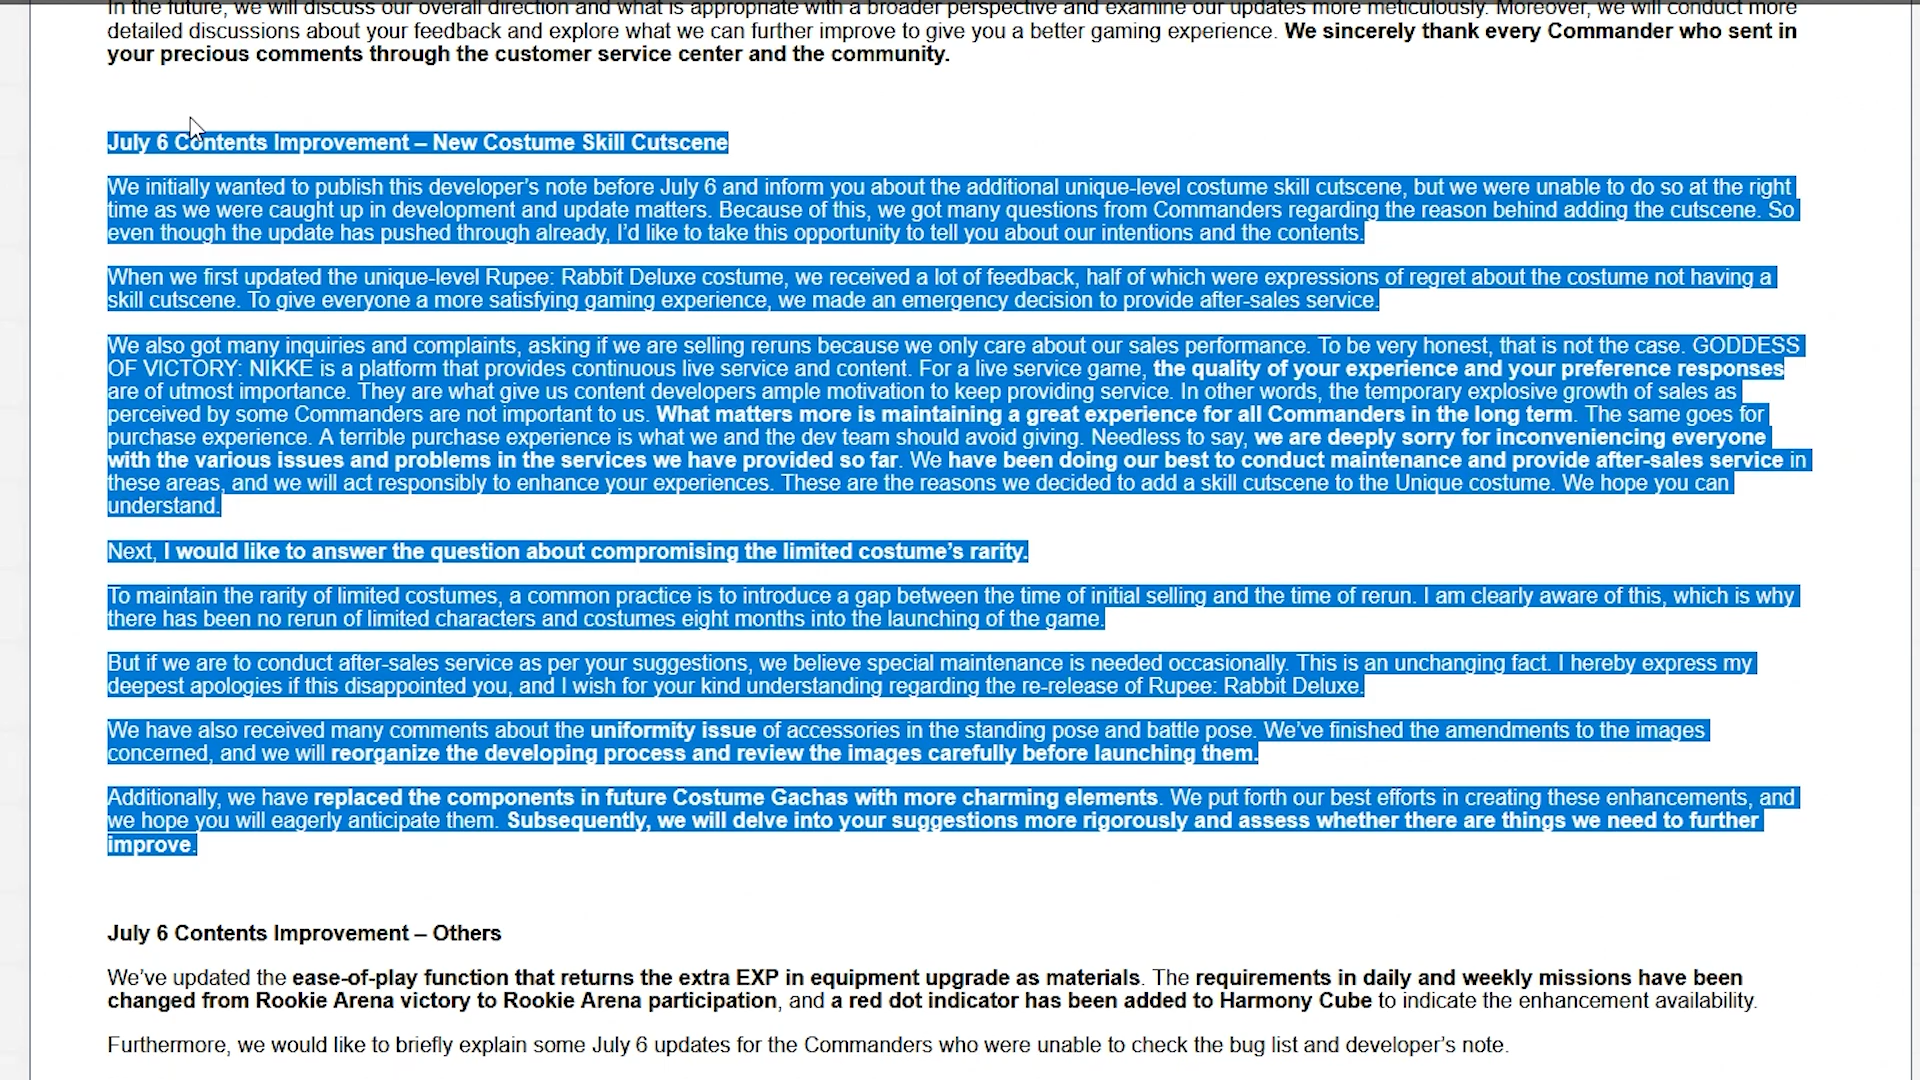 In the future, we will discuss our overall direction and what is appropriate with a broader perspective and examine our updates more meticulously. Moreover, we will conduct more
detailed discussions about your feedback and explore what we can further improve to give you a better gaming experience. We sincerely thank every Commander who sent in
your precious comments through the customer service center and the community.
July 6 Contents Improvement – New Costume Skill Cutscene
We initially wanted to publish this developer's note before July 6 and inform you about the additional unique-level costume skill cutscene, but we were unable to do so at the right
time as we were caught up in development and update matters. Because of this, we got many questions from Commanders regarding the reason behind adding the cutscene. So
even though the update has pushed through already, I'd like to take this opportunity to tell you about our intentions and the contents.
When we first updated the unique-level Rupee: Rabbit Deluxe costume, we received a lot of feedback, half of which were expressions of regret about the costume not having a
skill cutscene. To give everyone a more satisfying gaming experience, we made an emergency decision to provide after-sales service.
We also got many inquiries and complaints, asking if we are selling reruns because we only care about our sales performance. To be very honest, that is not the case. GODDESS
OF VICTORY: NIKKE is a platform that provides continuous live service and content. For a live service game, the quality of your experience and your preference responses
are of utmost importance. They are what give us content developers ample motivation to keep providing service. In other words, the temporary explosive growth of sales as
perceived by some Commanders are not important to us. What matters more is maintaining a great experience for all Commanders in the long term. The same goes for
purchase experience. A terrible purchase experience is what we and the dev team should avoid giving. Needless to say, we are deeply sorry for inconveniencing everyone
with the various issues and problems in the services we have provided so far. We have been doing our best to conduct maintenance and provide after-sales service in
these areas, and we will act responsibly to enhance your experiences. These are the reasons we decided to add a skill cutscene to the Unique costume. We hope you can
understand.
Next, I would like to answer the question about compromising the limited costume's rarity.
To maintain the rarity of limited costumes, a common practice is to introduce a gap between the time of initial selling and the time of rerun. I am clearly aware of this, which is why
there has been no rerun of limited characters and costumes eight months into the launching of the game.
But if we are to conduct after-sales service as per your suggestions, we believe special maintenance is needed occasionally. This is an unchanging fact. I hereby express my
deepest apologies if this disappointed you, and I wish for your kind understanding regarding the re-release of Rupee: Rabbit Deluxe.
We have also received many comments about the uniformity issue of accessories in the standing pose and battle pose. We've finished the amendments to the images
concerned, and we will reorganize the developing process and review the images carefully before launching them.
Additionally, we have replaced the components in future Costume Gachas with more charming elements. We put forth our best efforts in creating these enhancements, and
we hope you will eagerly anticipate them. Subsequently, we will delve into your suggestions more rigorously and assess whether there are things we need to further
improve.
July 6 Contents Improvement – Others
We've updated the ease-of-play function that returns the extra EXP in equipment upgrade as materials. The requirements in daily and weekly missions have been
changed from Rookie Arena victory to Rookie Arena participation, and a red dot indicator has been added to Harmony Cube to indicate the enhancement availability.
Furthermore, we would like to briefly explain some July 6 updates for the Commanders who were unable to check the bug list and developer's note.